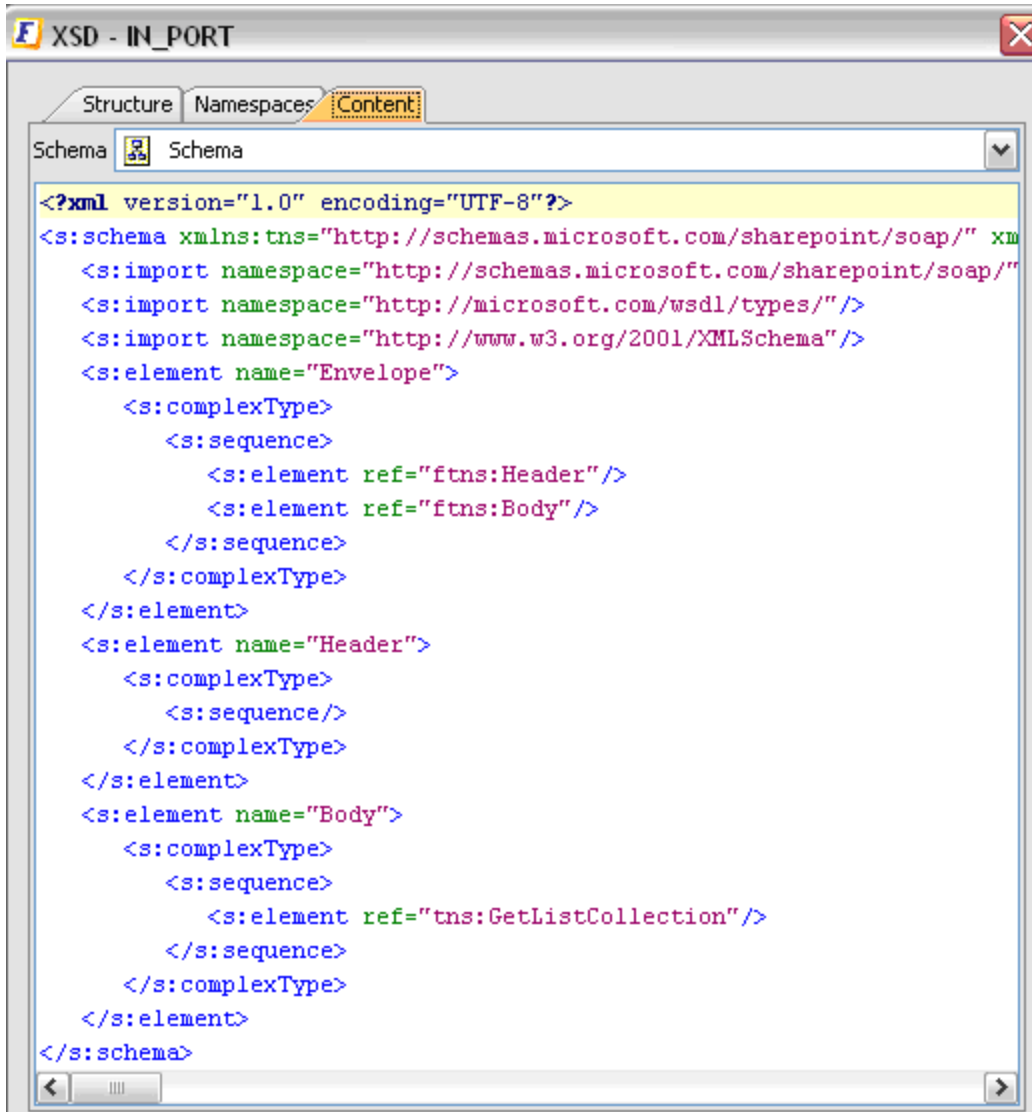 XSD - IN_PORT
Structure Namespaces Content
Schema Schema
<?xml version="1.0" encoding="UTF-8"?>
<s:schema xmlns:tns="http://schemas.microsoft.com/sharepoint/soap/" xm
<s:import namespace="http://schemas.microsoft.com/sharepoint/soap/"
<s:import namespace="http://microsoft.com/wsdl/types/"/>
<s:import namespace="http://www.w3.org/2001/XMLSchema"/>
<s:element name="Envelope">
<s:complexType>
<s:sequence>
<s:element ref="ftns:Header"/>
<s:element ref="ftns:Body"/>
</s:sequence>
</s:complexType>
</s:element>
<s:element name="Header">
<s:complexType>
<s:sequence/>
</s:complexType>
</s:element>
<s:element name="Body">
<s:complexType>
<s:sequence>
<s:element ref="tns:GetListCollection"/>
</s:sequence>
</s:complexType>
</s:element>
</s:schema>